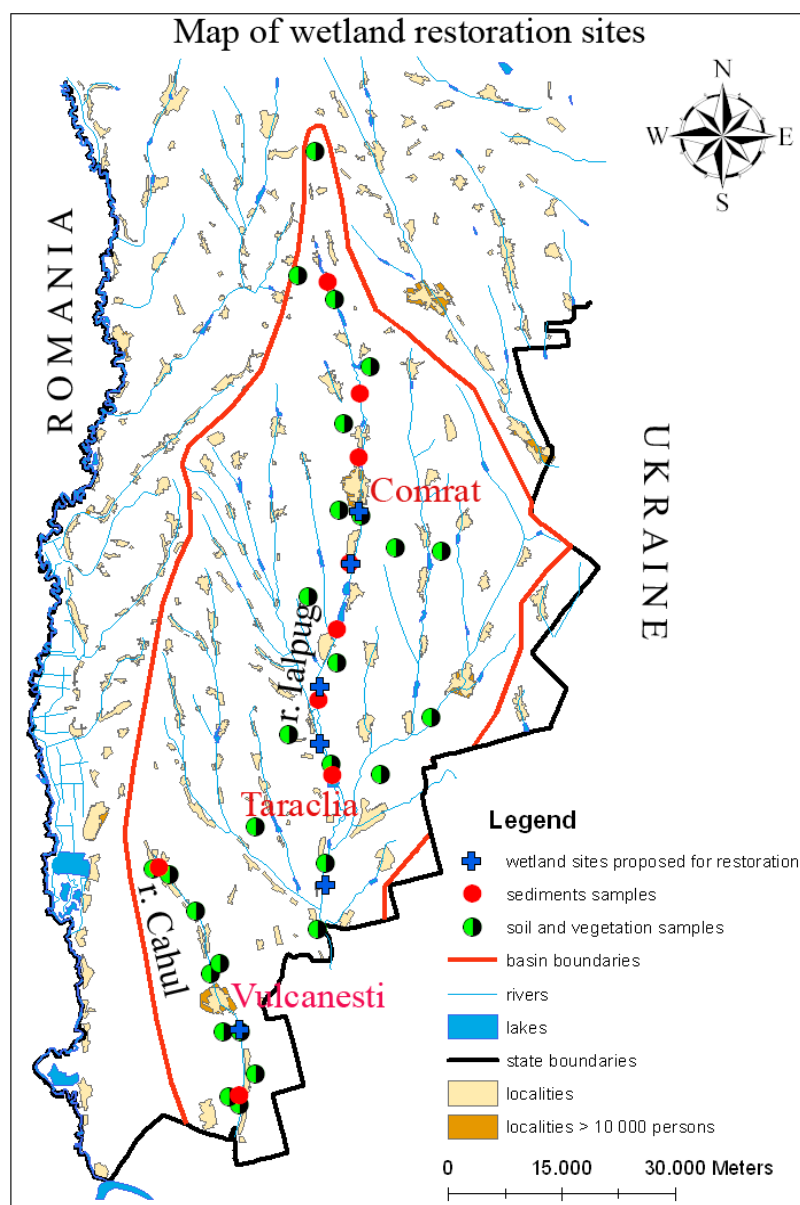 Map of wetland restoration sites
N
W E
S
ROMANIA
UKRAINE
Comrat
r. Ialpug
Taraclia
r. Cahul
Vulcanesti
Legend
wetland sites proposed for restoration
sediments samples
soil and vegetation samples
basin boundaries
rivers
lakes
state boundaries
localities
localities > 10 000 persons
0 15.000 30.000 Meters